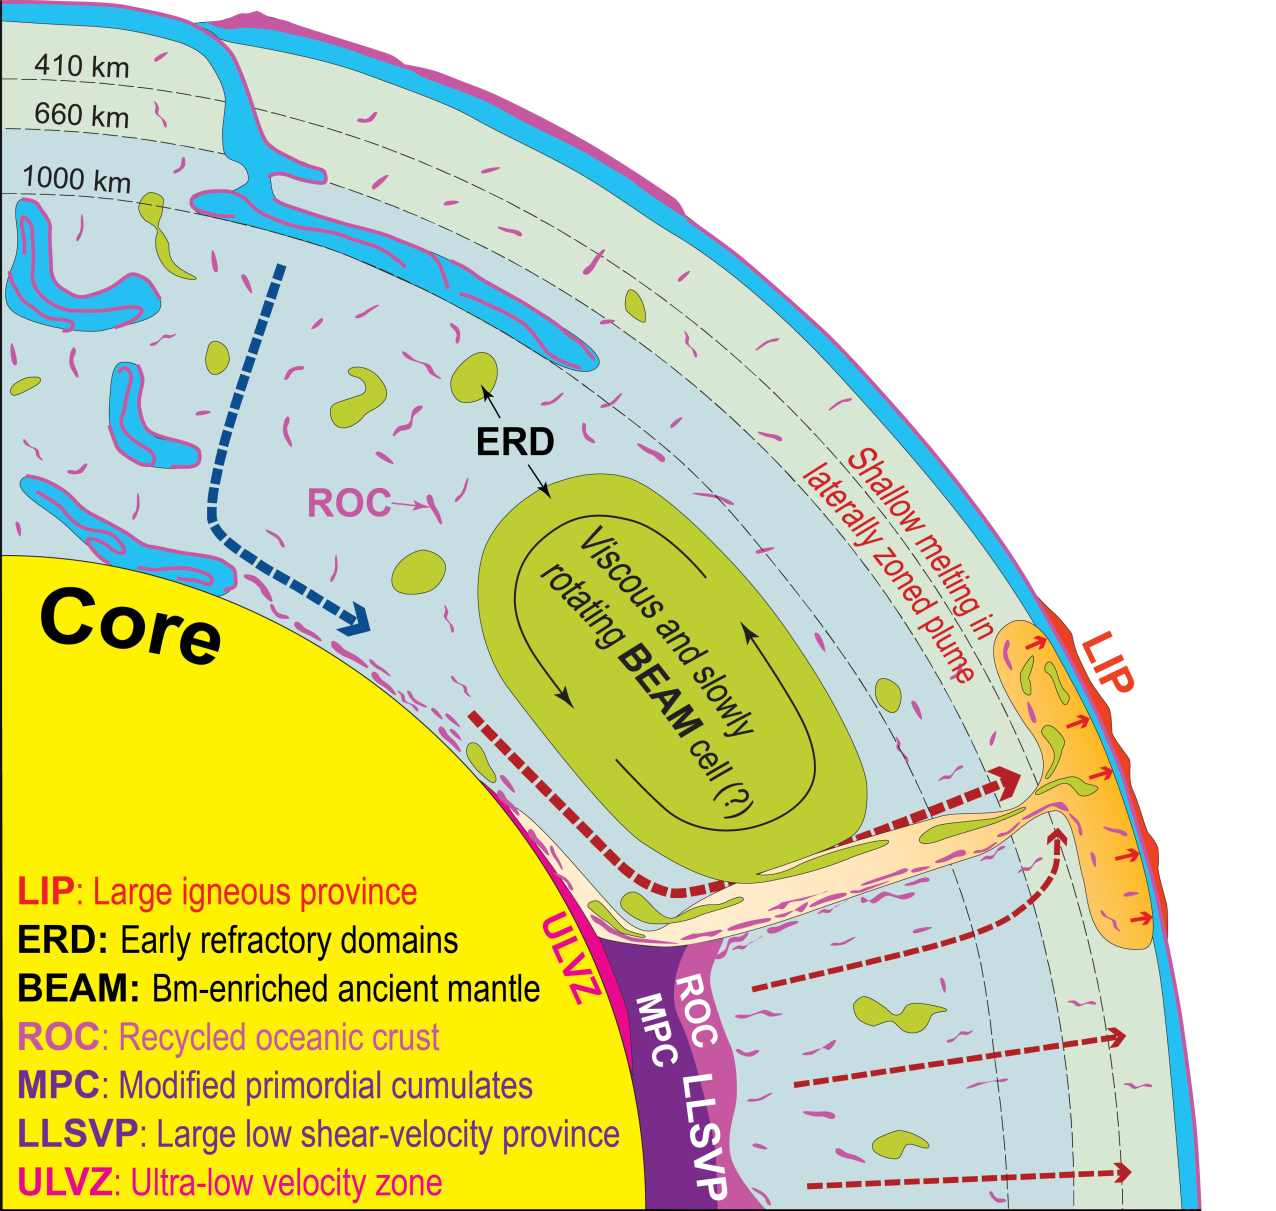 410 km
660 km
1000 km
ERD
ROC
Shallow melting in
laterally zoned plume
LIP
Viscous and slowly
rotating BEAM cell (?)
Core
ULVZ
MPC
ROC
LLSVP
LIP: Large igneous province
ERD: Early refractory domains
BEAM: Bm-enriched ancient mantle
ROC: Recycled oceanic crust
MPC: Modified primordial cumulates
LLSVP: Large low shear-velocity province
ULVZ: Ultra-low velocity zone